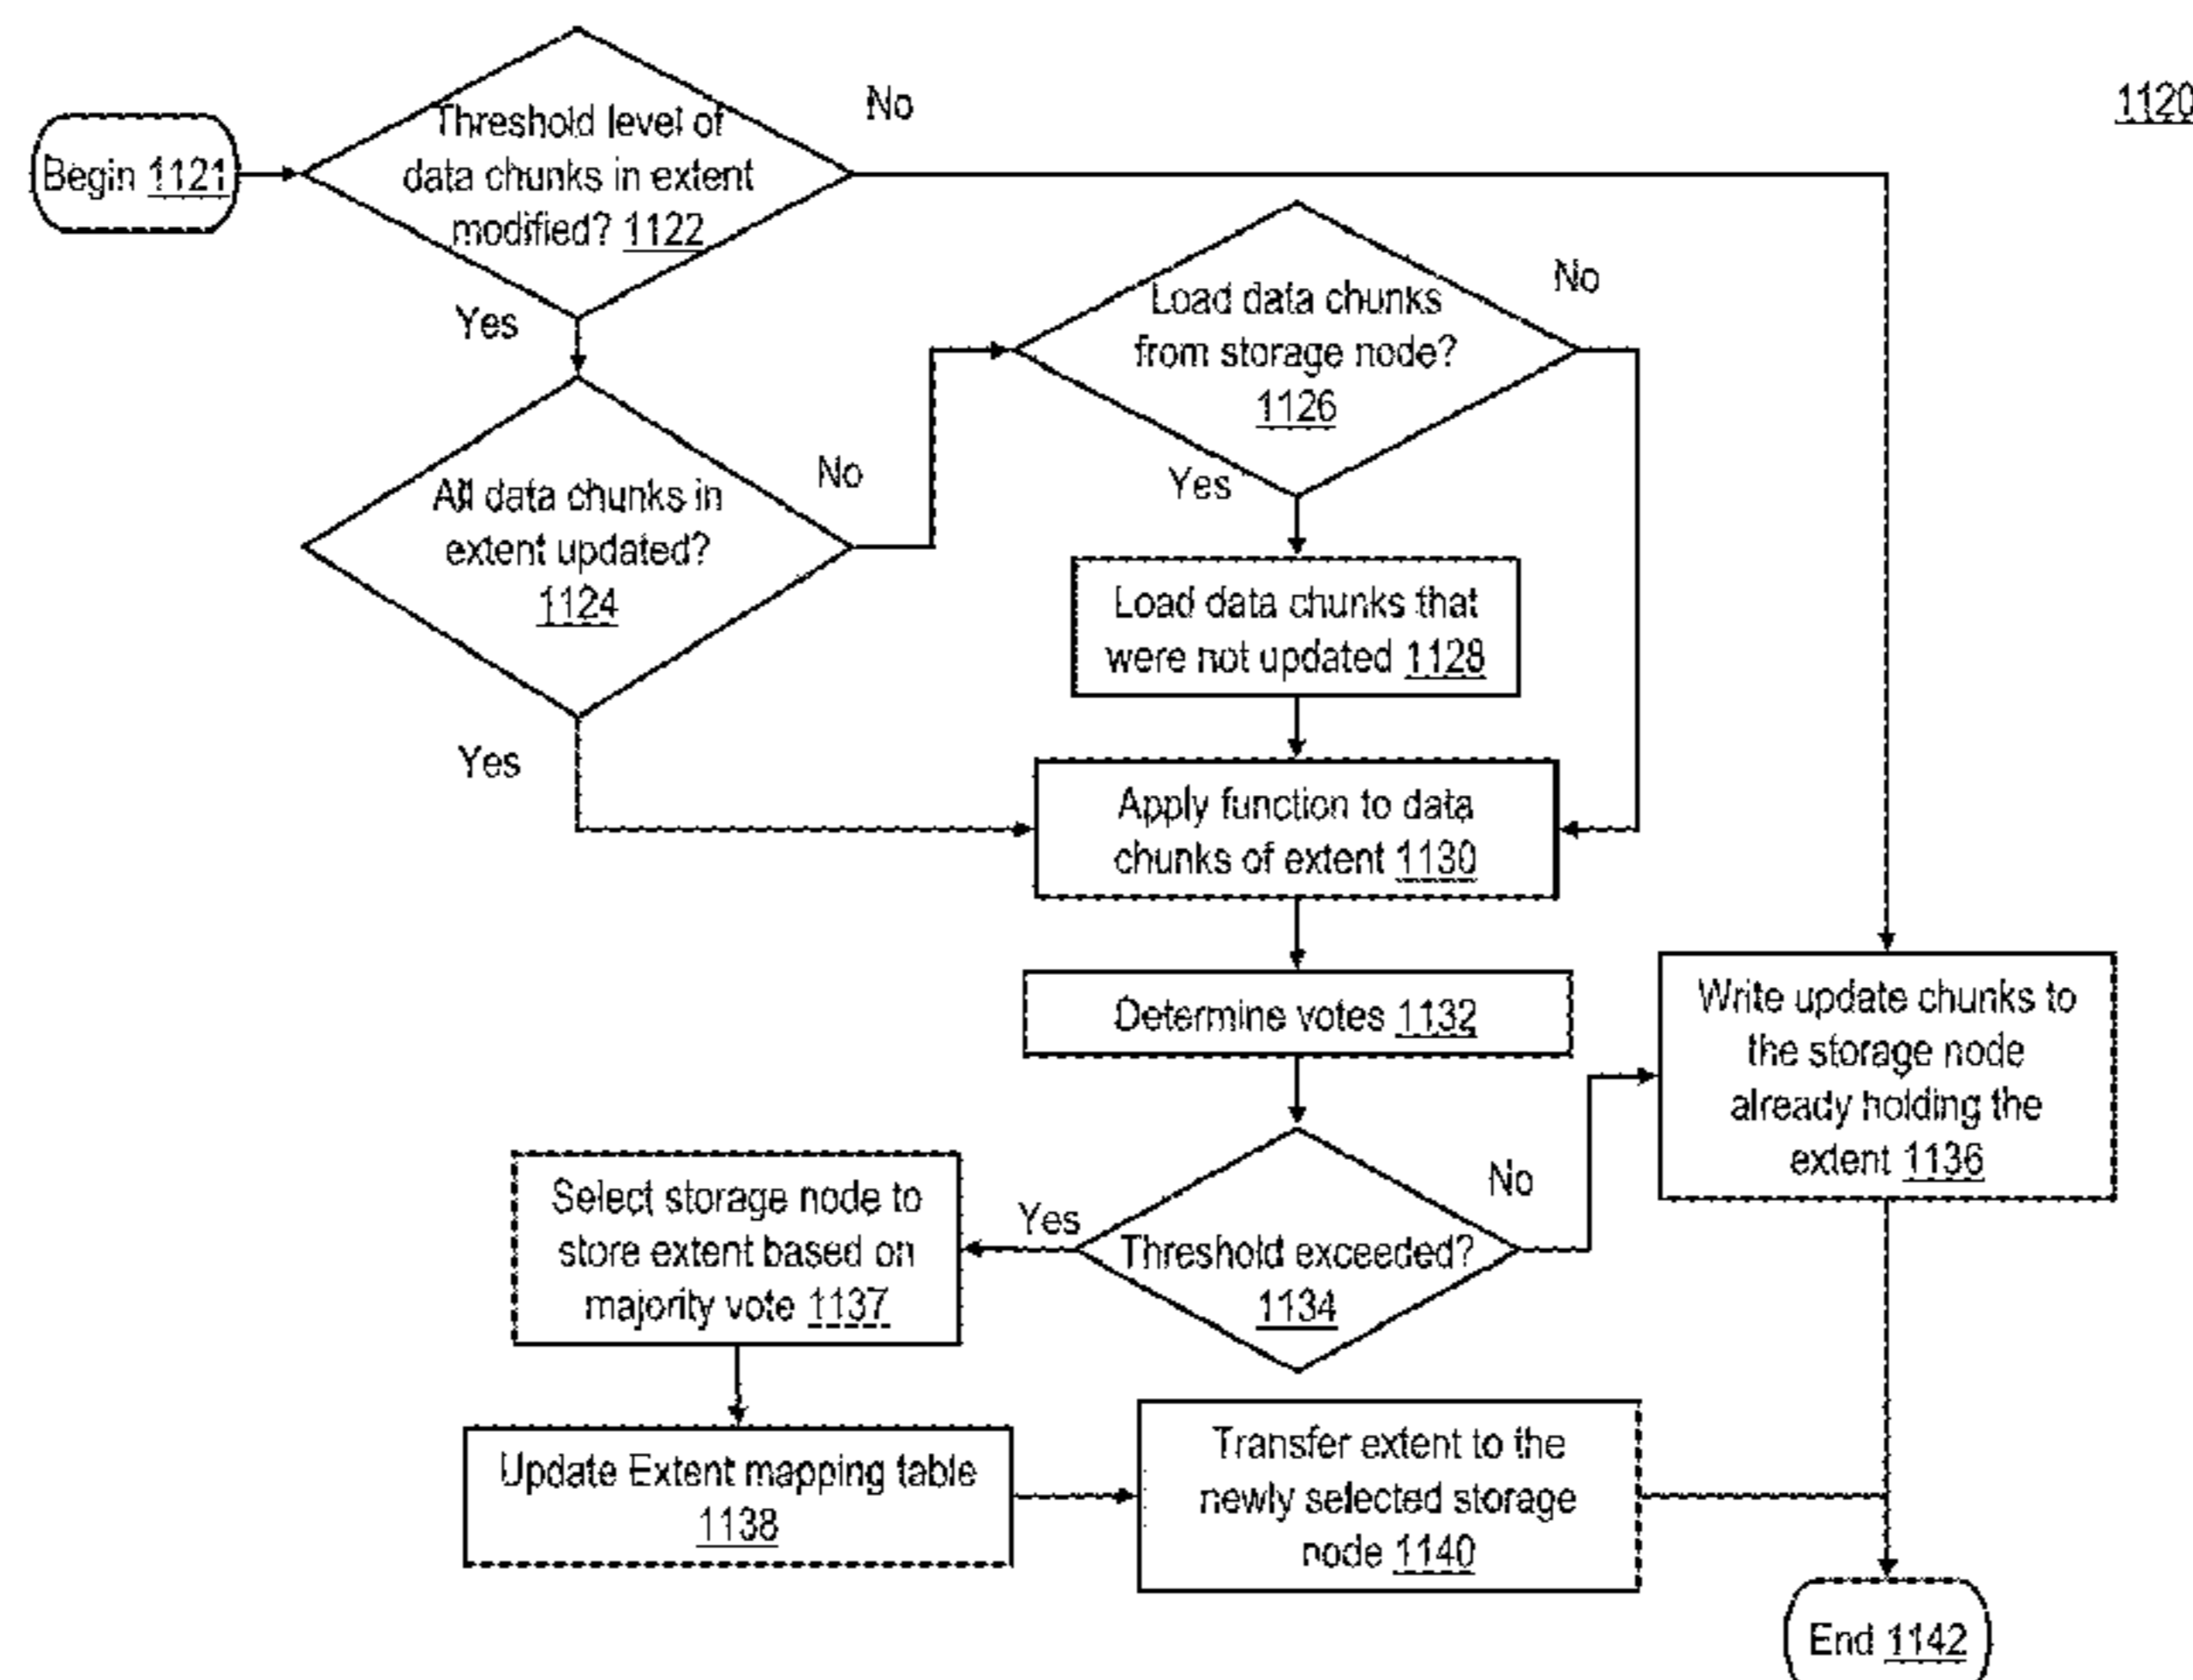 1120
Begin 1121
Threshold level of
data chunks in extent
modified? 1122
No
Yes
All data chunks in
extent updated?
1124
No
Yes
Load data chunks
from storage node?
1126
No
Yes
Load data chunks that
were not updated 1128
Apply function to data
chunks of extent 1130
Determine votes 1132
Threshold exceeded?
1134
No
Yes
Write update chunks to
the storage node
already holding the
extent 1136
Select storage node to
store extent based on
majority vote 1137
Update Extent mapping table
1138
Transfer extent to the
newly selected storage
node 1140
End 1142